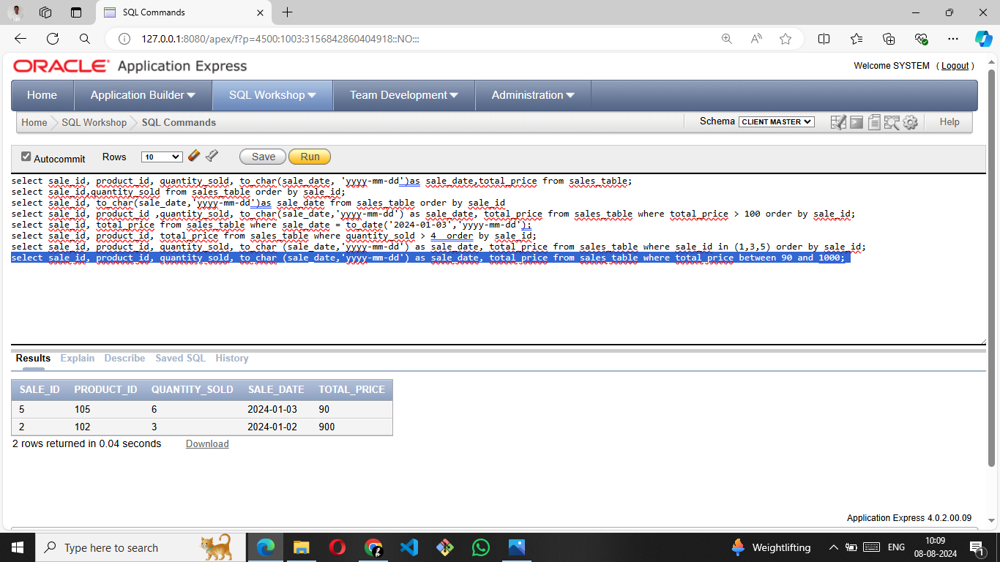 SQL Commands
127.0.0.1:8080/apex/f?p=4500:1003:3156842860404918::NO:::
ORACLE Application Express
Welcome SYSTEM ( Logout )
Home Application Builder SQL Workshop Team Development Administration
Home SQL Workshop SQL Commands Schema CLIENT MASTER Help
Autocommit Rows 10 Save Run
select sale_id, product_id, quantity_sold, to_char(sale_date, 'yyyy-mm-dd')as sale_date,total_price from sales_table;
select sale_id,quantity_sold from sales_table order by sale_id;
select sale_id, to_char(sale_date,'yyyy-mm-dd')as sale_date from sales_table order by sale_id
select sale_id, product_id ,quantity_sold, to_char(sale_date,'yyyy-mm-dd') as sale_date, total_price from sales_table where total_price > 100 order by sale_id;
select sale_id, total_price from sales_table where sale_date = to_date('2024-01-03','yyyy-mm-dd');
select sale_id, product_id, total_price from sales_table where quantity_sold > 4  order by sale_id;
select sale_id, product_id, quantity_sold, to_char (sale_date,'yyyy-mm-dd') as sale_date, total_price from sales_table where sale_id in (1,3,5) order by sale_id;
select sale_id, product_id, quantity_sold, to_char (sale_date,'yyyy-mm-dd') as sale_date, total_price from sales_table where total_price between 90 and 1000;
Results Explain Describe Saved SQL History
SALE_ID PRODUCT_ID QUANTITY_SOLD SALE_DATE TOTAL_PRICE
5 105 6 2024-01-03 90
2 102 3 2024-01-02 900
2 rows returned in 0.04 seconds Download
Application Express 4.0.2.00.09
Type here to search
Weightlifting
ENG
10:09
08-08-2024
1